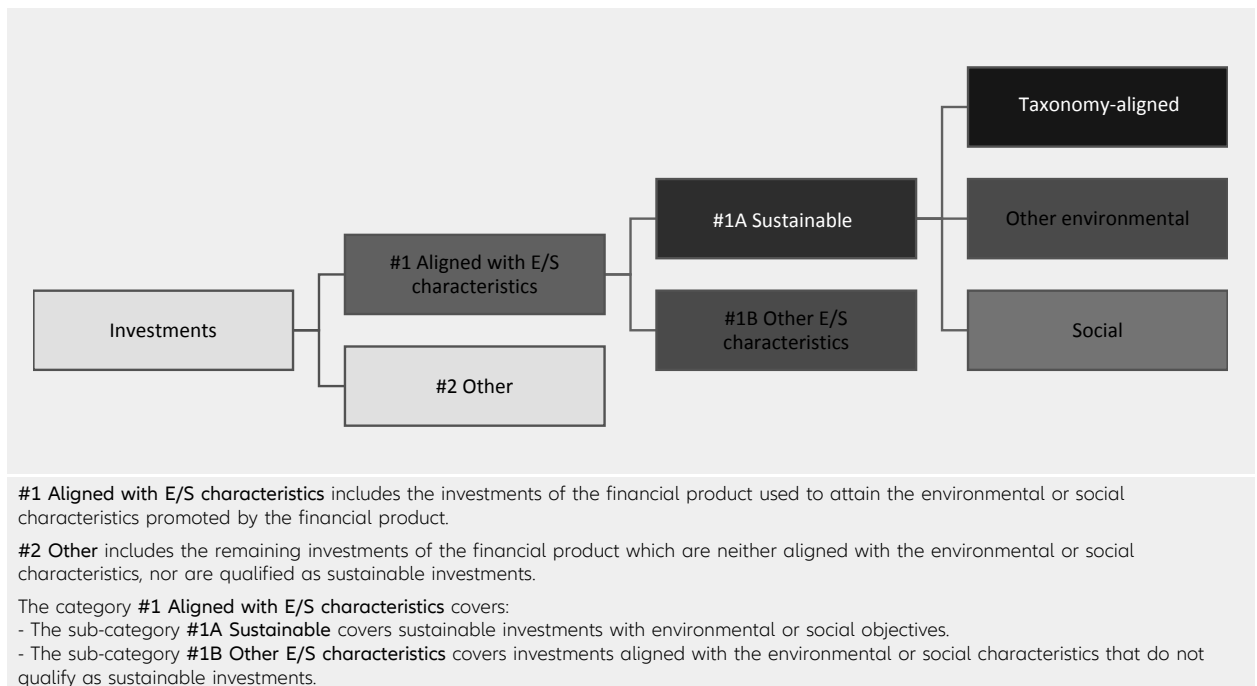 Taxonomy-aligned
#1A Sustainable
Other environmental
#1 Aligned with E/S
characteristics
Investments
#1B Other E/S
characteristics
Social
#2 Other
#1 Aligned with E/S characteristics includes the investments of the financial product used to attain the environmental or social
characteristics promoted by the financial product.
#2 Other includes the remaining investments of the financial product which are neither aligned with the environmental or social
characteristics, nor are qualified as sustainable investments.
The category #1 Aligned with E/S characteristics covers:
- The sub-category #1A Sustainable covers sustainable investments with environmental or social objectives.
- The sub-category #1B Other E/S characteristics covers investments aligned with the environmental or social characteristics that do not
qualify as sustainable investments.